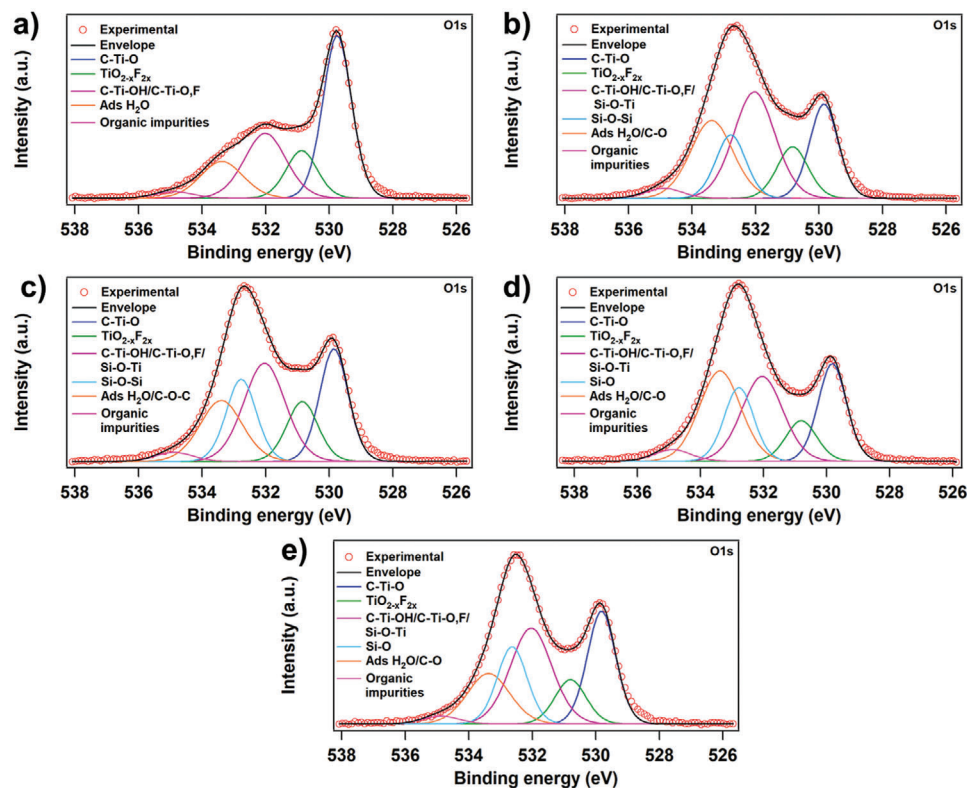 a)
O1s
Experimental
Envelope
C-Ti-O
TiO2-xF2x
C-Ti-OH/C-Ti-O,F
Ads H2O
Organic impurities
Intensity (a.u.)
538 536 534 532 530 528 526
Binding energy (eV)
b)
O1s
Experimental
Envelope
C-Ti-O
TiO2-xF2x
C-Ti-OH/C-Ti-O,F/
Si-O-Ti
Si-O-Si
Ads H2O/C-O
Organic
impurities
Intensity (a.u.)
538 536 534 532 530 528 526
Binding energy (eV)
c)
O1s
Experimental
Envelope
C-Ti-O
TiO2-xF2x
C-Ti-OH/C-Ti-O,F/
Si-O-Ti
Si-O-Si
Ads H2O/C-O-C
Organic
impurities
Intensity (a.u.)
538 536 534 532 530 528 526
Binding energy (eV)
d)
O1s
Experimental
Envelope
C-Ti-O
TiO2-xF2x
C-Ti-OH/C-Ti-O,F/
Si-O-Ti
Si-O
Ads H2O/C-O
Organic
impurities
Intensity (a.u.)
538 536 534 532 530 528 526
Binding energy (eV)
e)
O1s
Experimental
Envelope
C-Ti-O
TiO2-xF2x
C-Ti-OH/C-Ti-O,F/
Si-O-Ti
Si-O
Ads H2O/C-O
Organic
impurities
Intensity (a.u.)
538 536 534 532 530 528 526
Binding energy (eV)